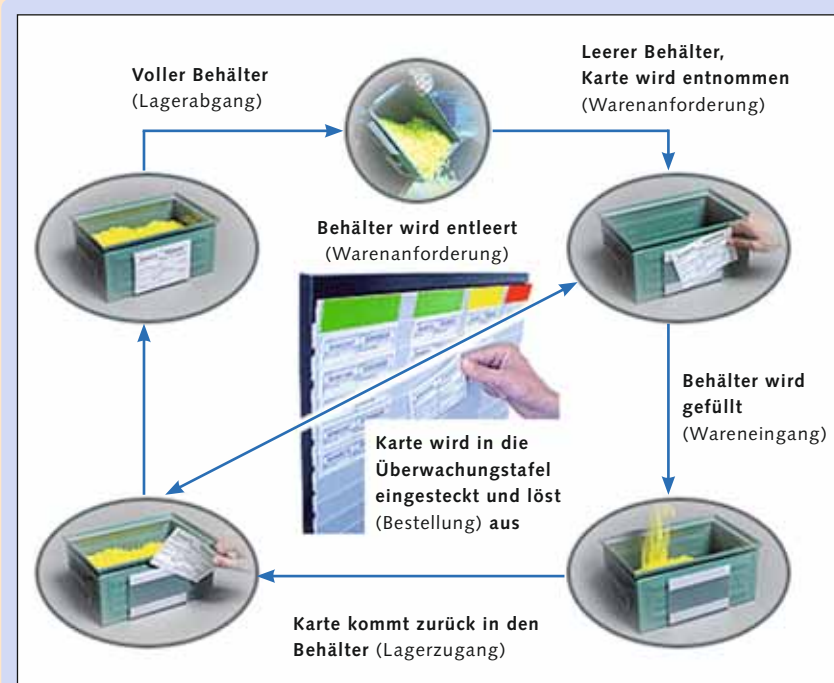 Voller Behälter
(Lagerabgang)
Leerer Behälter,
Karte wird entnommen
(Warenanforderung)
Behälter wird entleert
(Warenanforderung)
Behälter wird
gefüllt
(Wareneingang)
Karte wird in die
Überwachungstafel
eingesteckt und löst
(Bestellung) aus
Karte kommt zurück in den
Behälter (Lagerzugang)